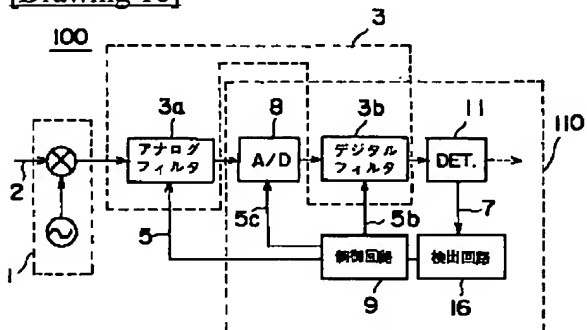 [Drawing 10]
100
3
3a
8
3b
11
110
アナログ
フィルタ
A/D
デジタル
フィルタ
DET.
2
5c
5b
7
5
制御回路
検出回路
1
9
16